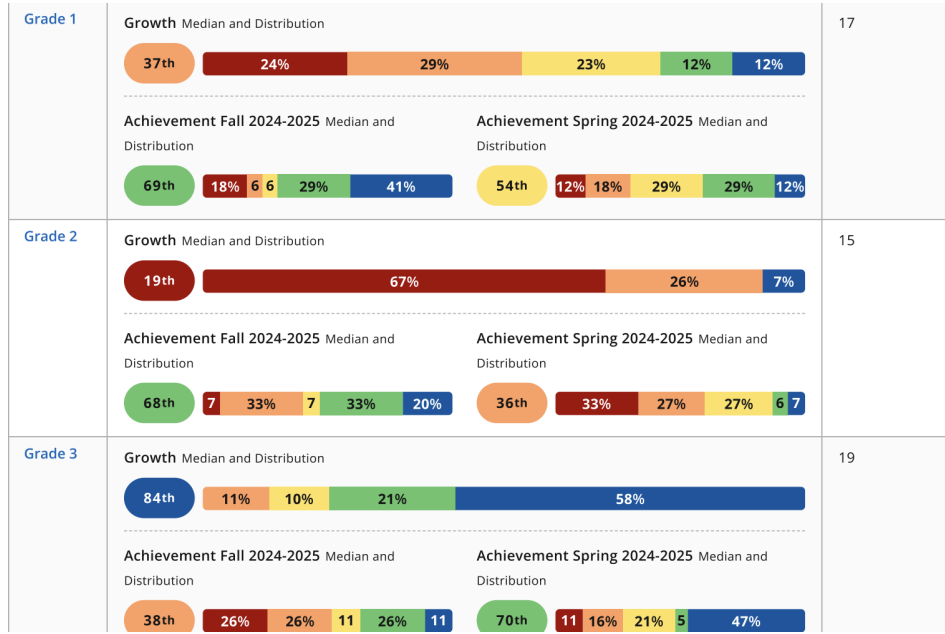 Grade 1
Growth Median and Distribution
17
37th
24% 29% 23% 12% 12%
Achievement Fall 2024-2025 Median and
Distribution
69th
18% 6 6 29% 41%
Achievement Spring 2024-2025 Median and
Distribution
54th
12% 18% 29% 29% 12%
Grade 2
Growth Median and Distribution
15
19th
67% 26% 7%
Achievement Fall 2024-2025 Median and
Distribution
68th
7 33% 7 33% 20%
Achievement Spring 2024-2025 Median and
Distribution
36th
33% 27% 27% 6 7
Grade 3
Growth Median and Distribution
19
84th
11% 10% 21% 58%
Achievement Fall 2024-2025 Median and
Distribution
38th
26% 26% 11 26% 11
Achievement Spring 2024-2025 Median and
Distribution
70th
11 16% 21% 5 47%